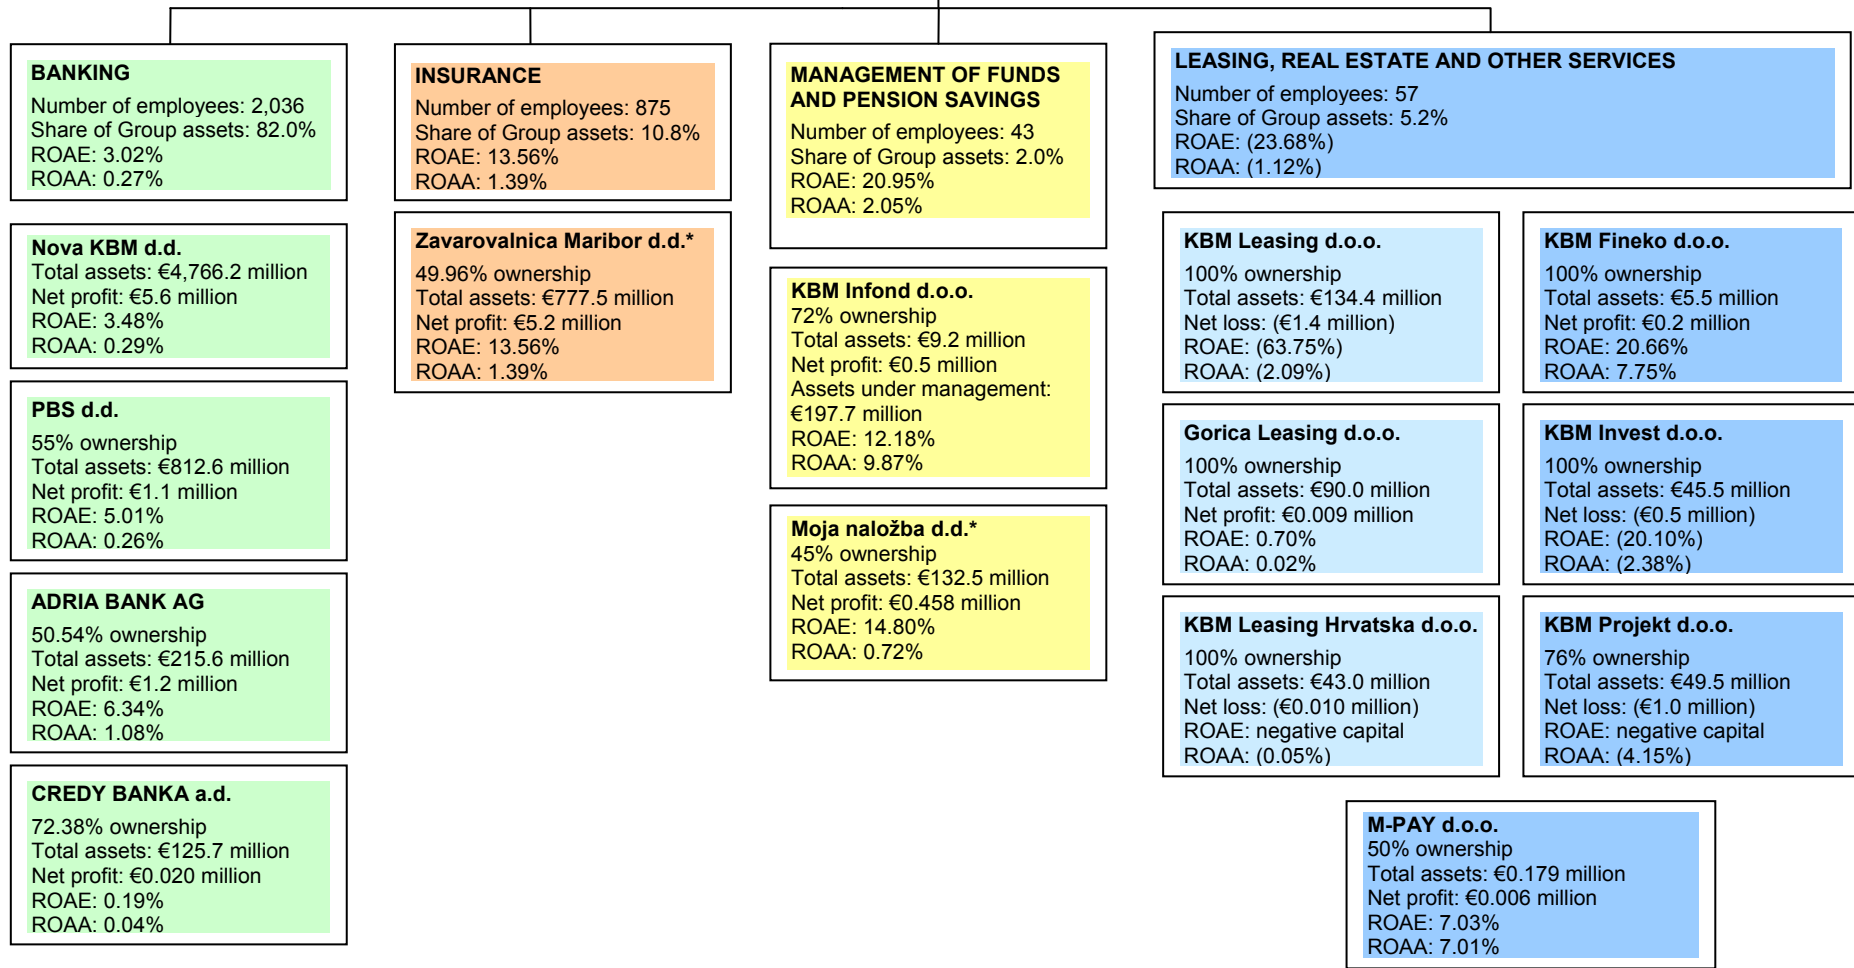 BANKING
Number of employees: 2,036
Share of Group assets: 82.0%
ROAE: 3.02%
ROAA: 0.27%
Nova KBM d.d.
Total assets: €4,766.2 million
Net profit: €5.6 million
ROAE: 3.48%
ROAA: 0.29%
PBS d.d.
55% ownership
Total assets: €812.6 million
Net profit: €1.1 million
ROAE: 5.01%
ROAA: 0.26%
ADRIA BANK AG
50.54% ownership
Total assets: €215.6 million
Net profit: €1.2 million
ROAE: 6.34%
ROAA: 1.08%
CREDY BANKA a.d.
72.38% ownership
Total assets: €125.7 million
Net profit: €0.020 million
ROAE: 0.19%
ROAA: 0.04%
INSURANCE
Number of employees: 875
Share of Group assets: 10.8%
ROAE: 13.56%
ROAA: 1.39%
Zavarovalnica Maribor d.d.*
49.96% ownership
Total assets: €777.5 million
Net profit: €5.2 million
ROAE: 13.56%
ROAA: 1.39%
MANAGEMENT OF FUNDS
AND PENSION SAVINGS
Number of employees: 43
Share of Group assets: 2.0%
ROAE: 20.95%
ROAA: 2.05%
KBM Infond d.o.o.
72% ownership
Total assets: €9.2 million
Net profit: €0.5 million
Assets under management:
€197.7 million
ROAE: 12.18%
ROAA: 9.87%
Moja naložba d.d.*
45% ownership
Total assets: €132.5 million
Net profit: €0.458 million
ROAE: 14.80%
ROAA: 0.72%
LEASING, REAL ESTATE AND OTHER SERVICES
Number of employees: 57
Share of Group assets: 5.2%
ROAE: (23.68%)
ROAA: (1.12%)
KBM Leasing d.o.o.
100% ownership
Total assets: €134.4 million
Net loss: (€1.4 million)
ROAE: (63.75%)
ROAA: (2.09%)
Gorica Leasing d.o.o.
100% ownership
Total assets: €90.0 million
Net profit: €0.009 million
ROAE: 0.70%
ROAA: 0.02%
KBM Leasing Hrvatska d.o.o.
100% ownership
Total assets: €43.0 million
Net loss: (€0.010 million)
ROAE: negative capital
ROAA: (0.05%)
KBM Fineko d.o.o.
100% ownership
Total assets: €5.5 million
Net profit: €0.2 million
ROAE: 20.66%
ROAA: 7.75%
KBM Invest d.o.o.
100% ownership
Total assets: €45.5 million
Net loss: (€0.5 million)
ROAE: (20.10%)
ROAA: (2.38%)
KBM Projekt d.o.o.
76% ownership
Total assets: €49.5 million
Net loss: (€1.0 million)
ROAE: negative capital
ROAA: (4.15%)
M-PAY d.o.o.
50% ownership
Total assets: €0.179 million
Net profit: €0.006 million
ROAE: 7.03%
ROAA: 7.01%